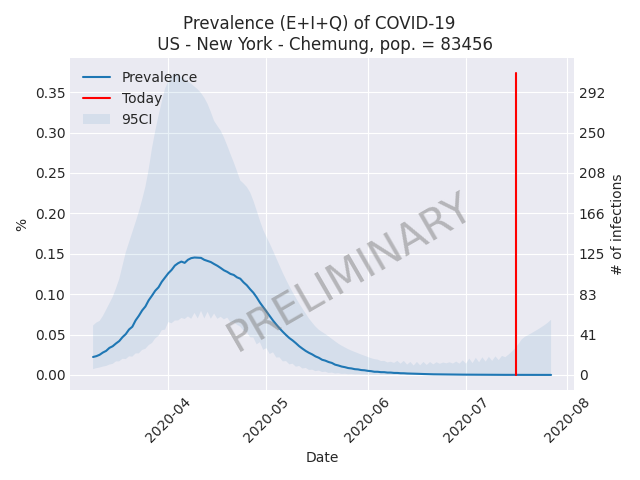 Prevalence (E+I+Q) of COVID-19
US - New York - Chemung, pop. = 83456
Prevalence
Today
95CI
PRELIMINARY
%
0.35
0.30
0.25
0.20
0.15
0.10
0.05
0.00
292
250
208
166
125
83
41
0
# of infections
2020-04
2020-05
2020-06
2020-07
2020-08
Date